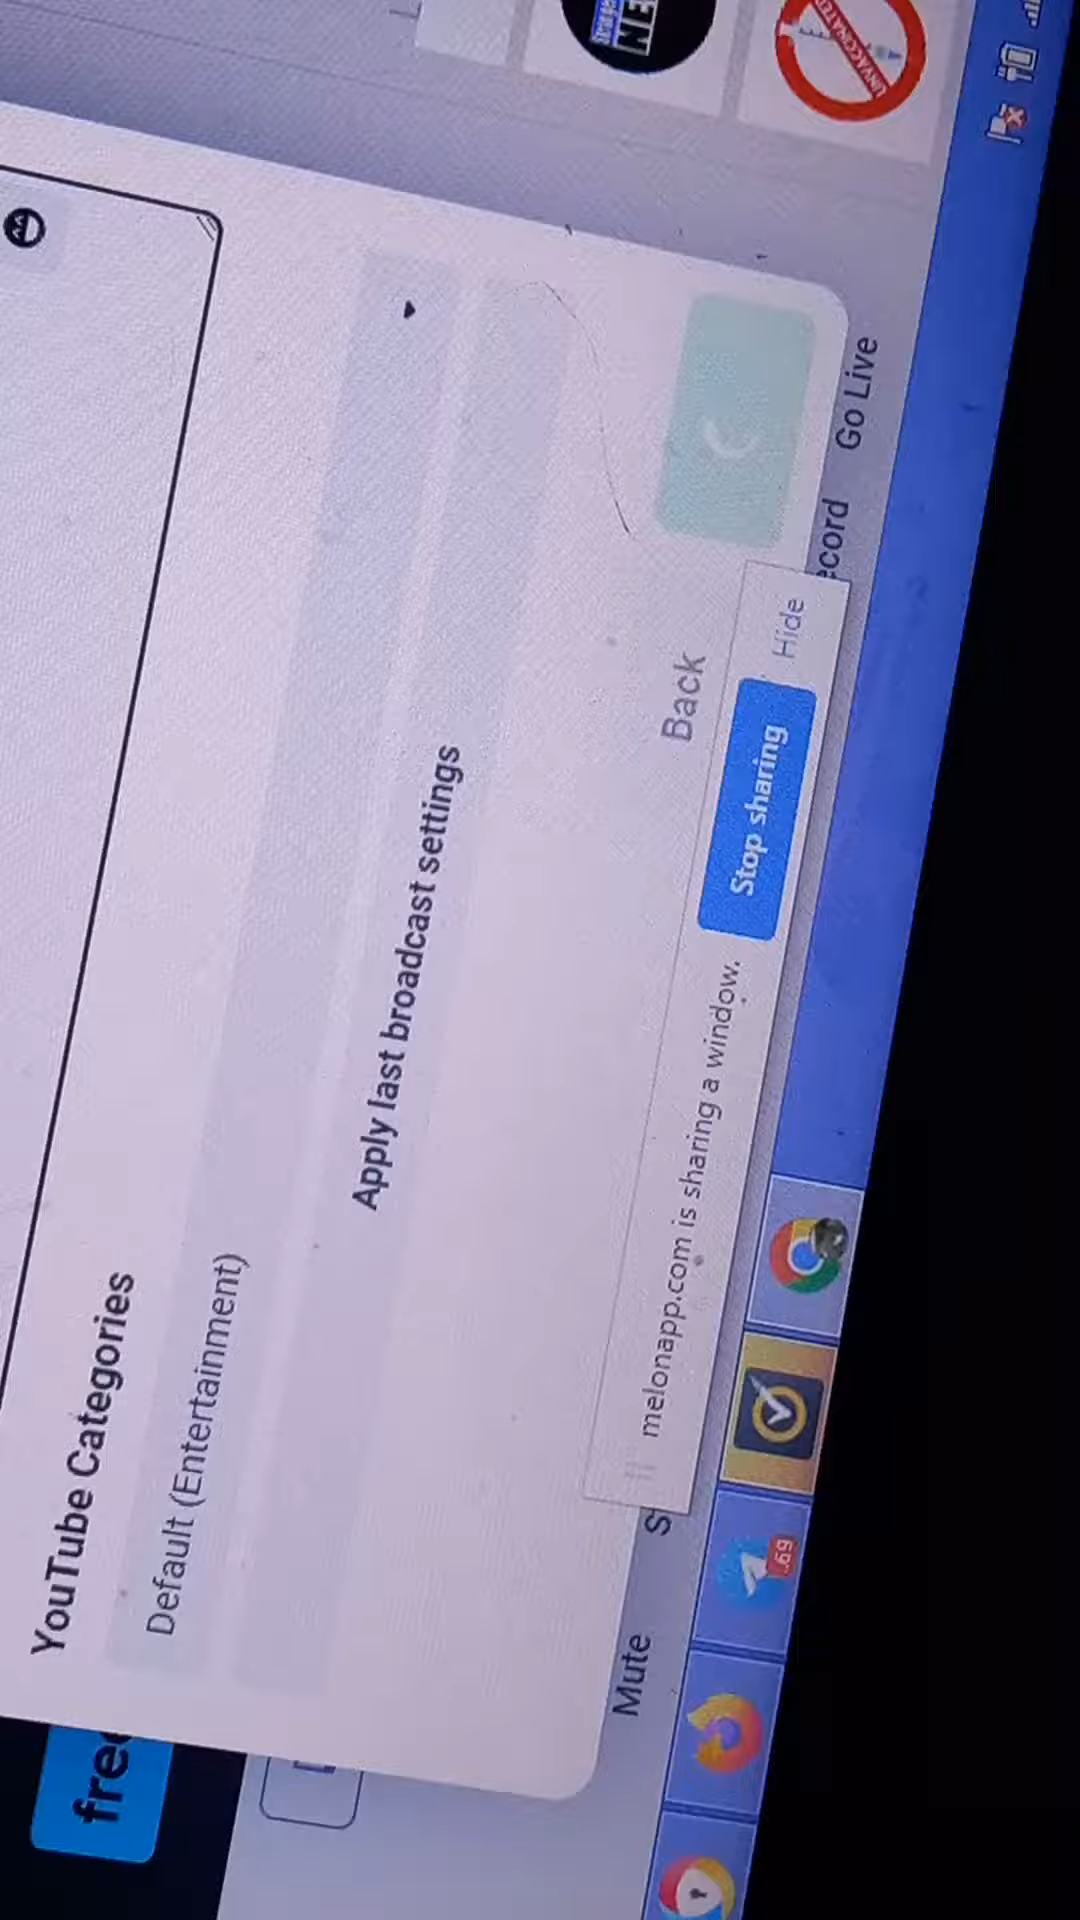 YouTube Categories
Default (Entertainment)
Apply last broadcast settings
Back
melonapp.com is sharing a window.
Stop sharing
Hide
Mute
Go Live
UNVACCINATED
69